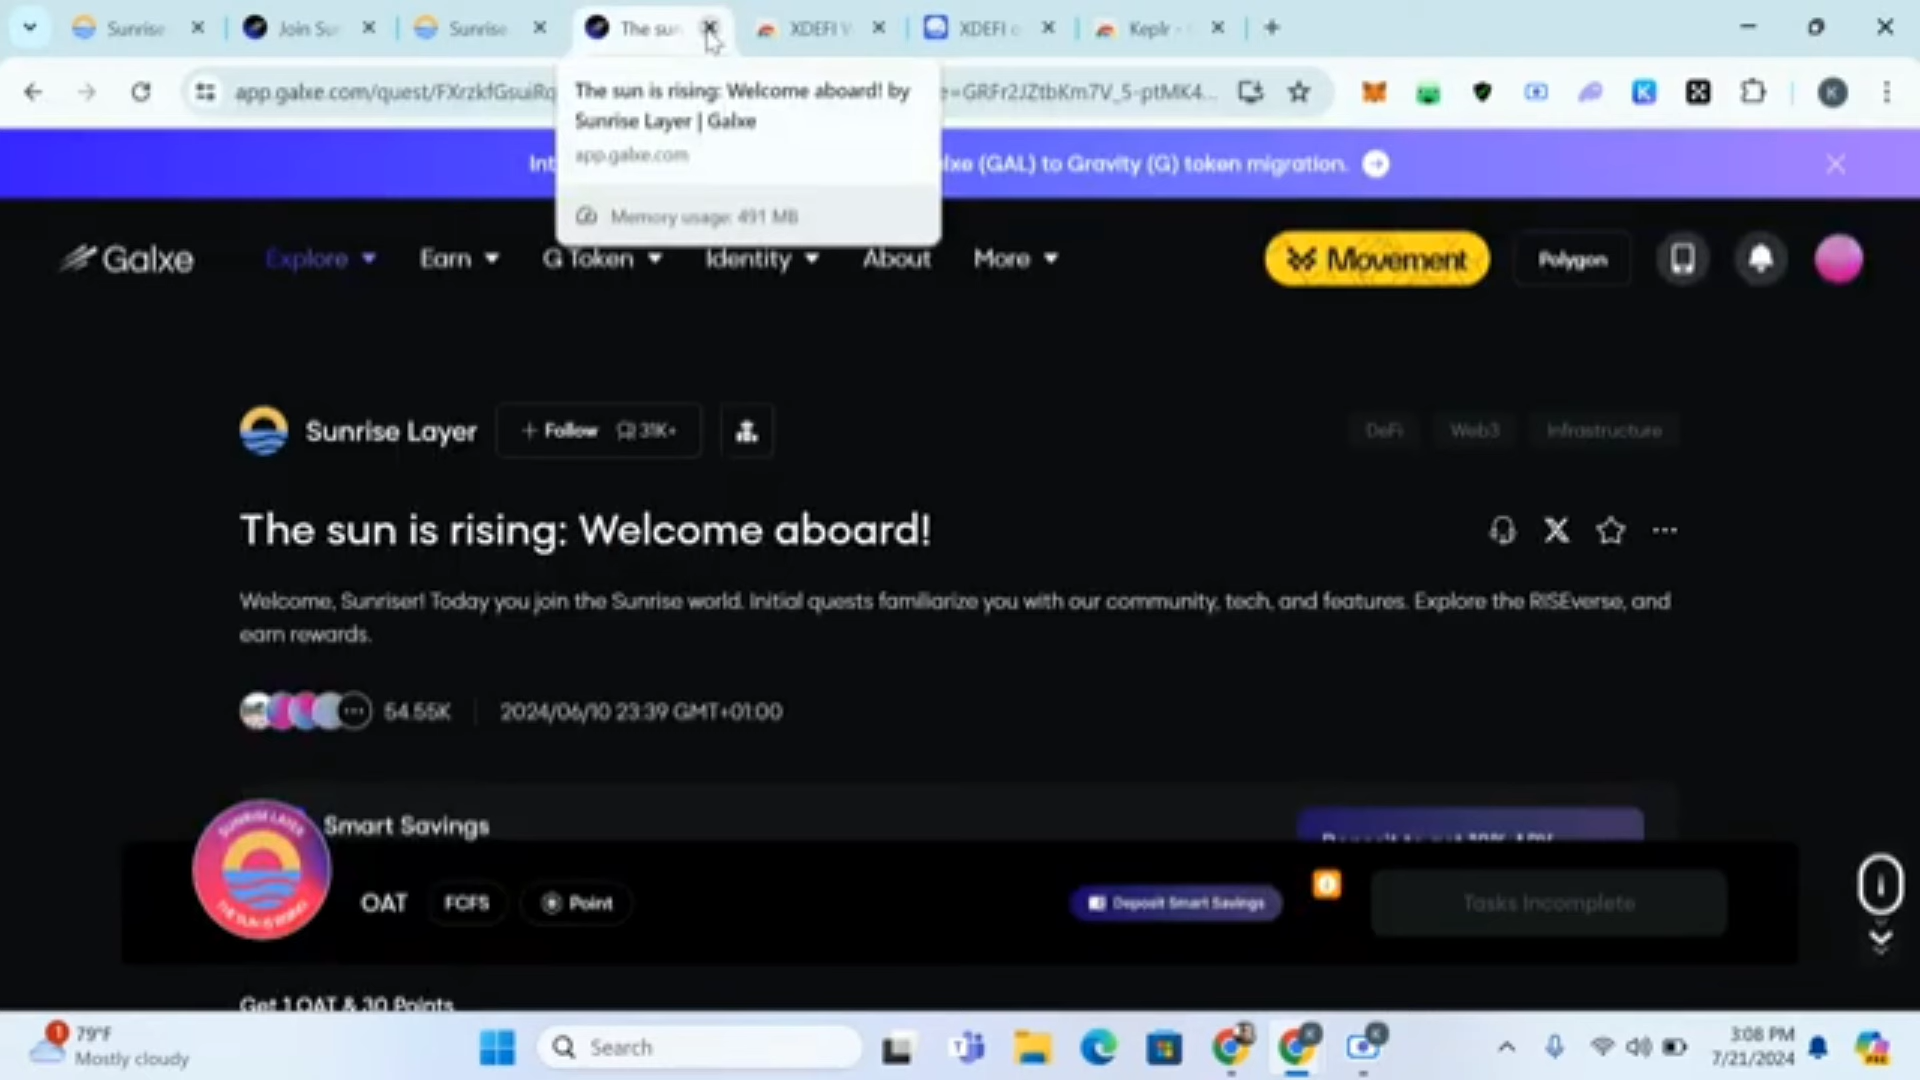 Sunrise
Join Su
Sunrise
The sun
XDEFI V
XDEFI
Keplr -
app.galxe.com/quest/FXrzkfGsuiRq
=GRFr2JZtbKm7V_5-ptMK4...
The sun is rising: Welcome aboard! by
Sunrise Layer | Galxe
app.galxe.com
Memory usage: 491 MB
Int
lxe (GAL) to Gravity (G) token migration.
Galxe
Explore
Earn
G Token
Identity
About
More
Movement
Polygon
Sunrise Layer
+ Follow 31K+
DeFi
Web3
Infrastructure
The sun is rising: Welcome aboard!
Welcome, Sunriser! Today you join the Sunrise world. Initial quests familiarize you with our community, tech, and features. Explore the RISEverse, and
earn rewards.
54.55K
2024/06/10 23:39 GMT+01:00
SUNRISE LAYER
Smart Savings
OAT
FCFS
Point
Deposit Smart Savings
Tasks Incomplete
Get 1 OAT & 30 Points
1
79°F
Mostly cloudy
Search
3:08 PM
7/21/2024